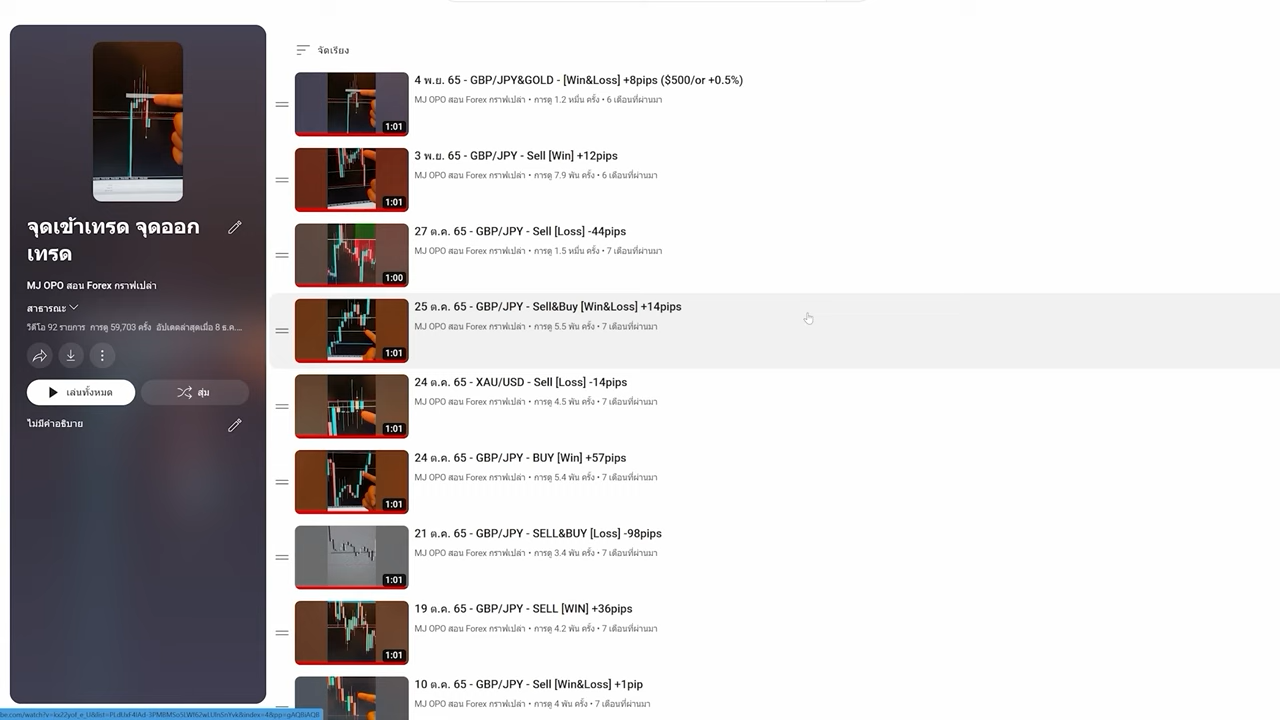 จุดเข้าเทรด จุดออก
เทรด
MJ OPO สอน Forex กราฟเปล่า
สาธารณะ
วิดีโอ 92 รายการ การดู 59,703 ครั้ง อัปเดตล่าสุดเมื่อ 8 ธ.ค....
เล่นทั้งหมด
สุ่ม
ไม่มีคำอธิบาย
จัดเรียง
4 พ.ย. 65 - GBP/JPY&GOLD - [Win&Loss] +8pips ($500/or +0.5%)
MJ OPO สอน Forex กราฟเปล่า • การดู 1.2 หมื่น ครั้ง • 6 เดือนที่ผ่านมา
1:01
3 พ.ย. 65 - GBP/JPY - Sell [Win] +12pips
MJ OPO สอน Forex กราฟเปล่า • การดู 7.9 พัน ครั้ง • 6 เดือนที่ผ่านมา
1:01
27 ต.ค. 65 - GBP/JPY - Sell [Loss] -44pips
MJ OPO สอน Forex กราฟเปล่า • การดู 1.5 หมื่น ครั้ง • 7 เดือนที่ผ่านมา
1:00
25 ต.ค. 65 - GBP/JPY - Sell&Buy [Win&Loss] +14pips
MJ OPO สอน Forex กราฟเปล่า • การดู 5.5 พัน ครั้ง • 7 เดือนที่ผ่านมา
1:01
24 ต.ค. 65 - XAU/USD - Sell [Loss] -14pips
MJ OPO สอน Forex กราฟเปล่า • การดู 4.5 พัน ครั้ง • 7 เดือนที่ผ่านมา
1:01
24 ต.ค. 65 - GBP/JPY - BUY [Win] +57pips
MJ OPO สอน Forex กราฟเปล่า • การดู 5.4 พัน ครั้ง • 7 เดือนที่ผ่านมา
1:01
21 ต.ค. 65 - GBP/JPY - SELL&BUY [Loss] -98pips
MJ OPO สอน Forex กราฟเปล่า • การดู 3.4 พัน ครั้ง • 7 เดือนที่ผ่านมา
1:01
19 ต.ค. 65 - GBP/JPY - SELL [WIN] +36pips
MJ OPO สอน Forex กราฟเปล่า • การดู 4.2 พัน ครั้ง • 7 เดือนที่ผ่านมา
1:01
10 ต.ค. 65 - GBP/JPY - Sell [Win&Loss] +1pip
MJ OPO สอน Forex กราฟเปล่า • การดู 4 พัน ครั้ง • 7 เดือนที่ผ่านมา